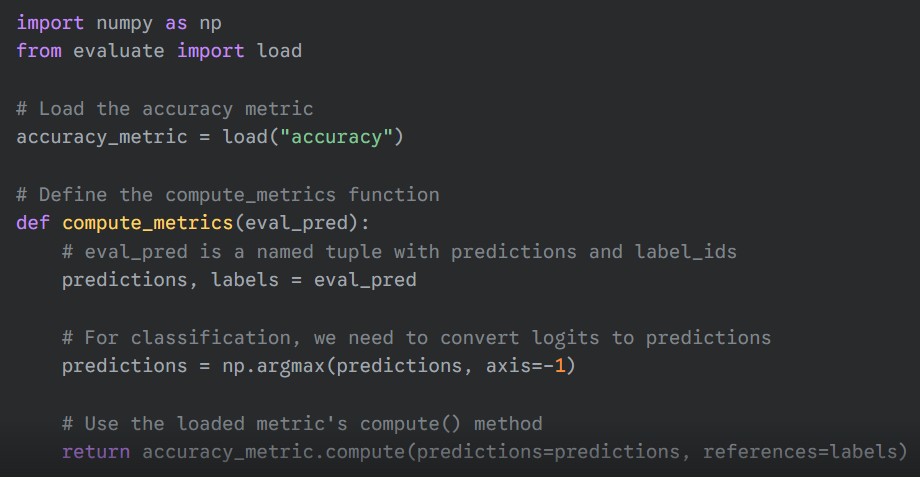 import numpy as np
from evaluate import load
# Load the accuracy metric
accuracy_metric = load("accuracy")
# Define the compute_metrics function
def compute_metrics(eval_pred):
    # eval_pred is a named tuple with predictions and label_ids
    predictions, labels = eval_pred
    # For classification, we need to convert logits to predictions
    predictions = np.argmax(predictions, axis=-1)
    # Use the loaded metric's compute() method
    return accuracy_metric.compute(predictions=predictions, references=labels)